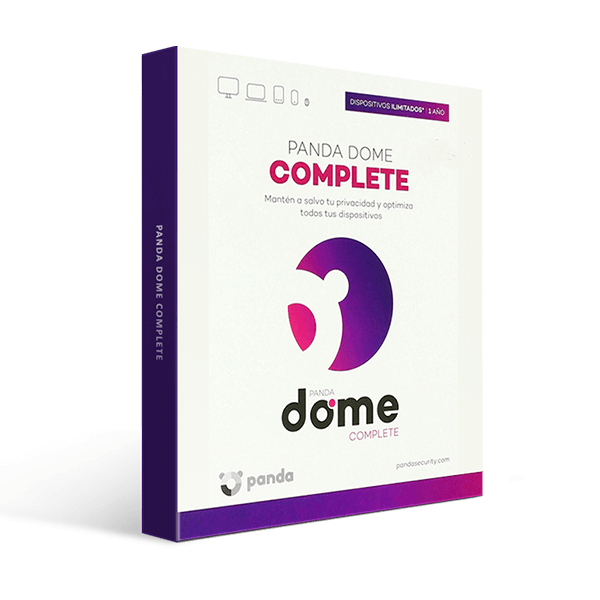 DISPOSITIVOS ILIMITADOS* | 1 AÑO
PANDA DOME
COMPLETE
Mantén a salvo tu privacidad y optimiza
todos tus dispositivos
PANDA
dome
COMPLETE
panda
pandasecurity.com
PANDA DOME COMPLETE